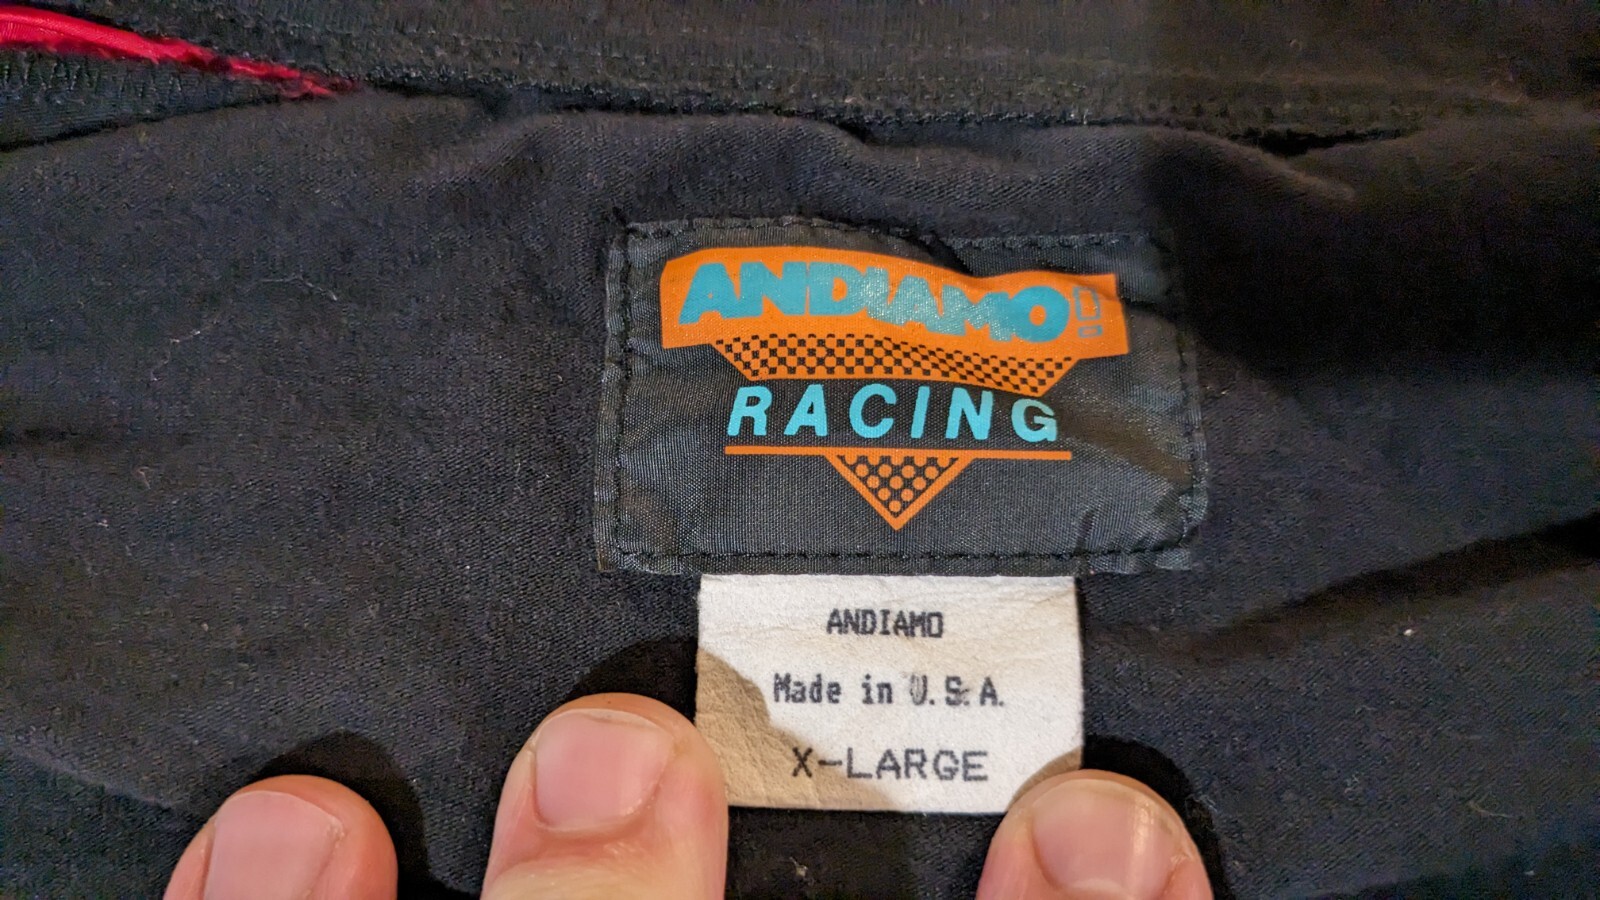 ANDIAMO!
RACING
ANDIAMO
Made in U.S.A.
X-LARGE